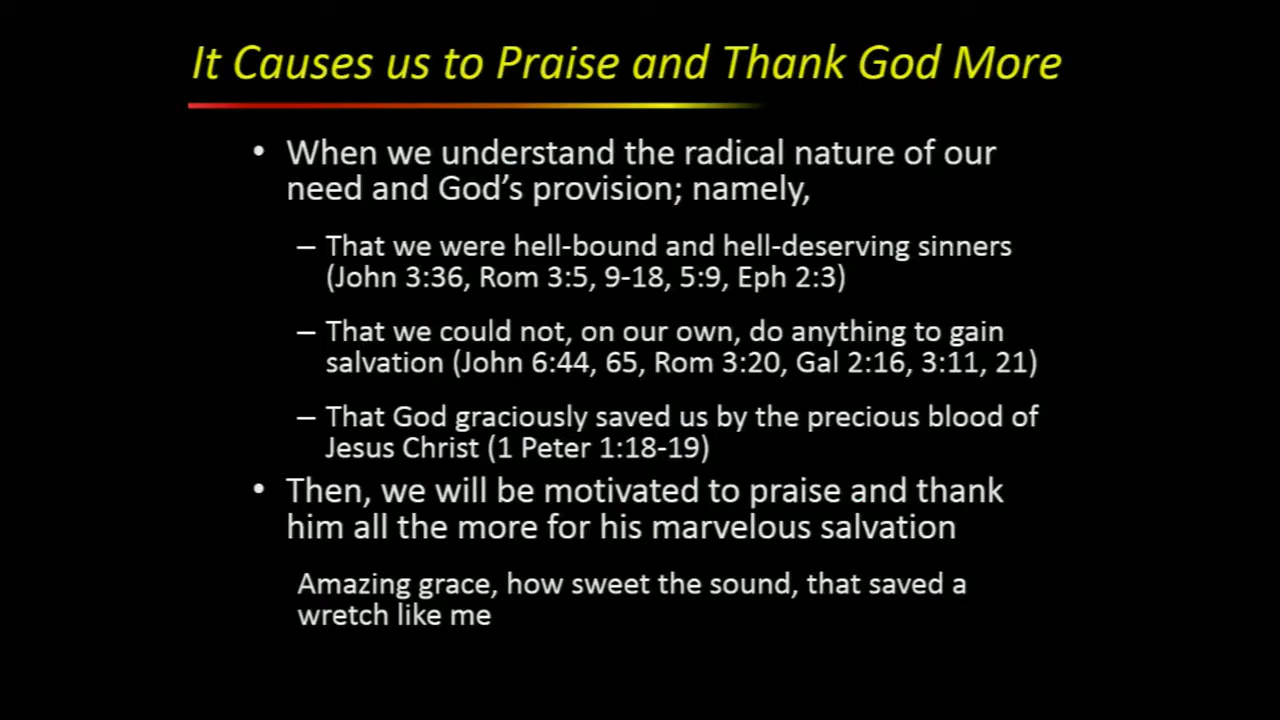 It Causes us to Praise and Thank God More
• When we understand the radical nature of our
need and God’s provision; namely,
– That we were hell-bound and hell-deserving sinners
(John 3:36, Rom 3:5, 9-18, 5:9, Eph 2:3)
– That we could not, on our own, do anything to gain
salvation (John 6:44, 65, Rom 3:20, Gal 2:16, 3:11, 21)
– That God graciously saved us by the precious blood of
Jesus Christ (1 Peter 1:18-19)
• Then, we will be motivated to praise and thank
him all the more for his marvelous salvation
Amazing grace, how sweet the sound, that saved a
wretch like me